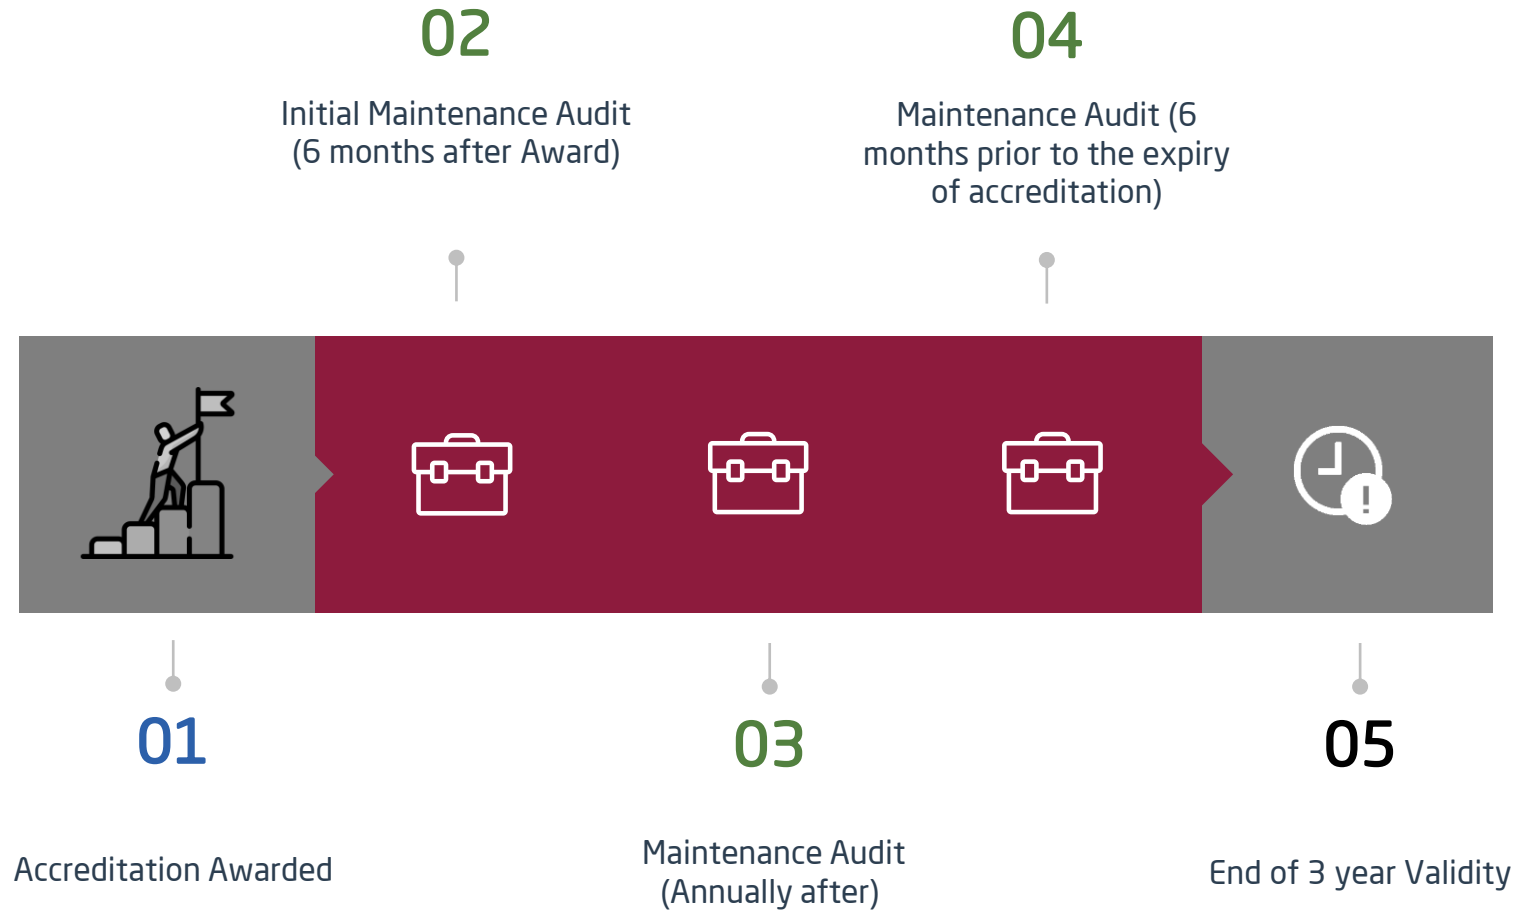 02
Initial Maintenance Audit
(6 months after Award)
04
Maintenance Audit (6
months prior to the expiry
of accreditation)
01
Accreditation Awarded
03
Maintenance Audit
(Annually after)
05
End of 3 year Validity